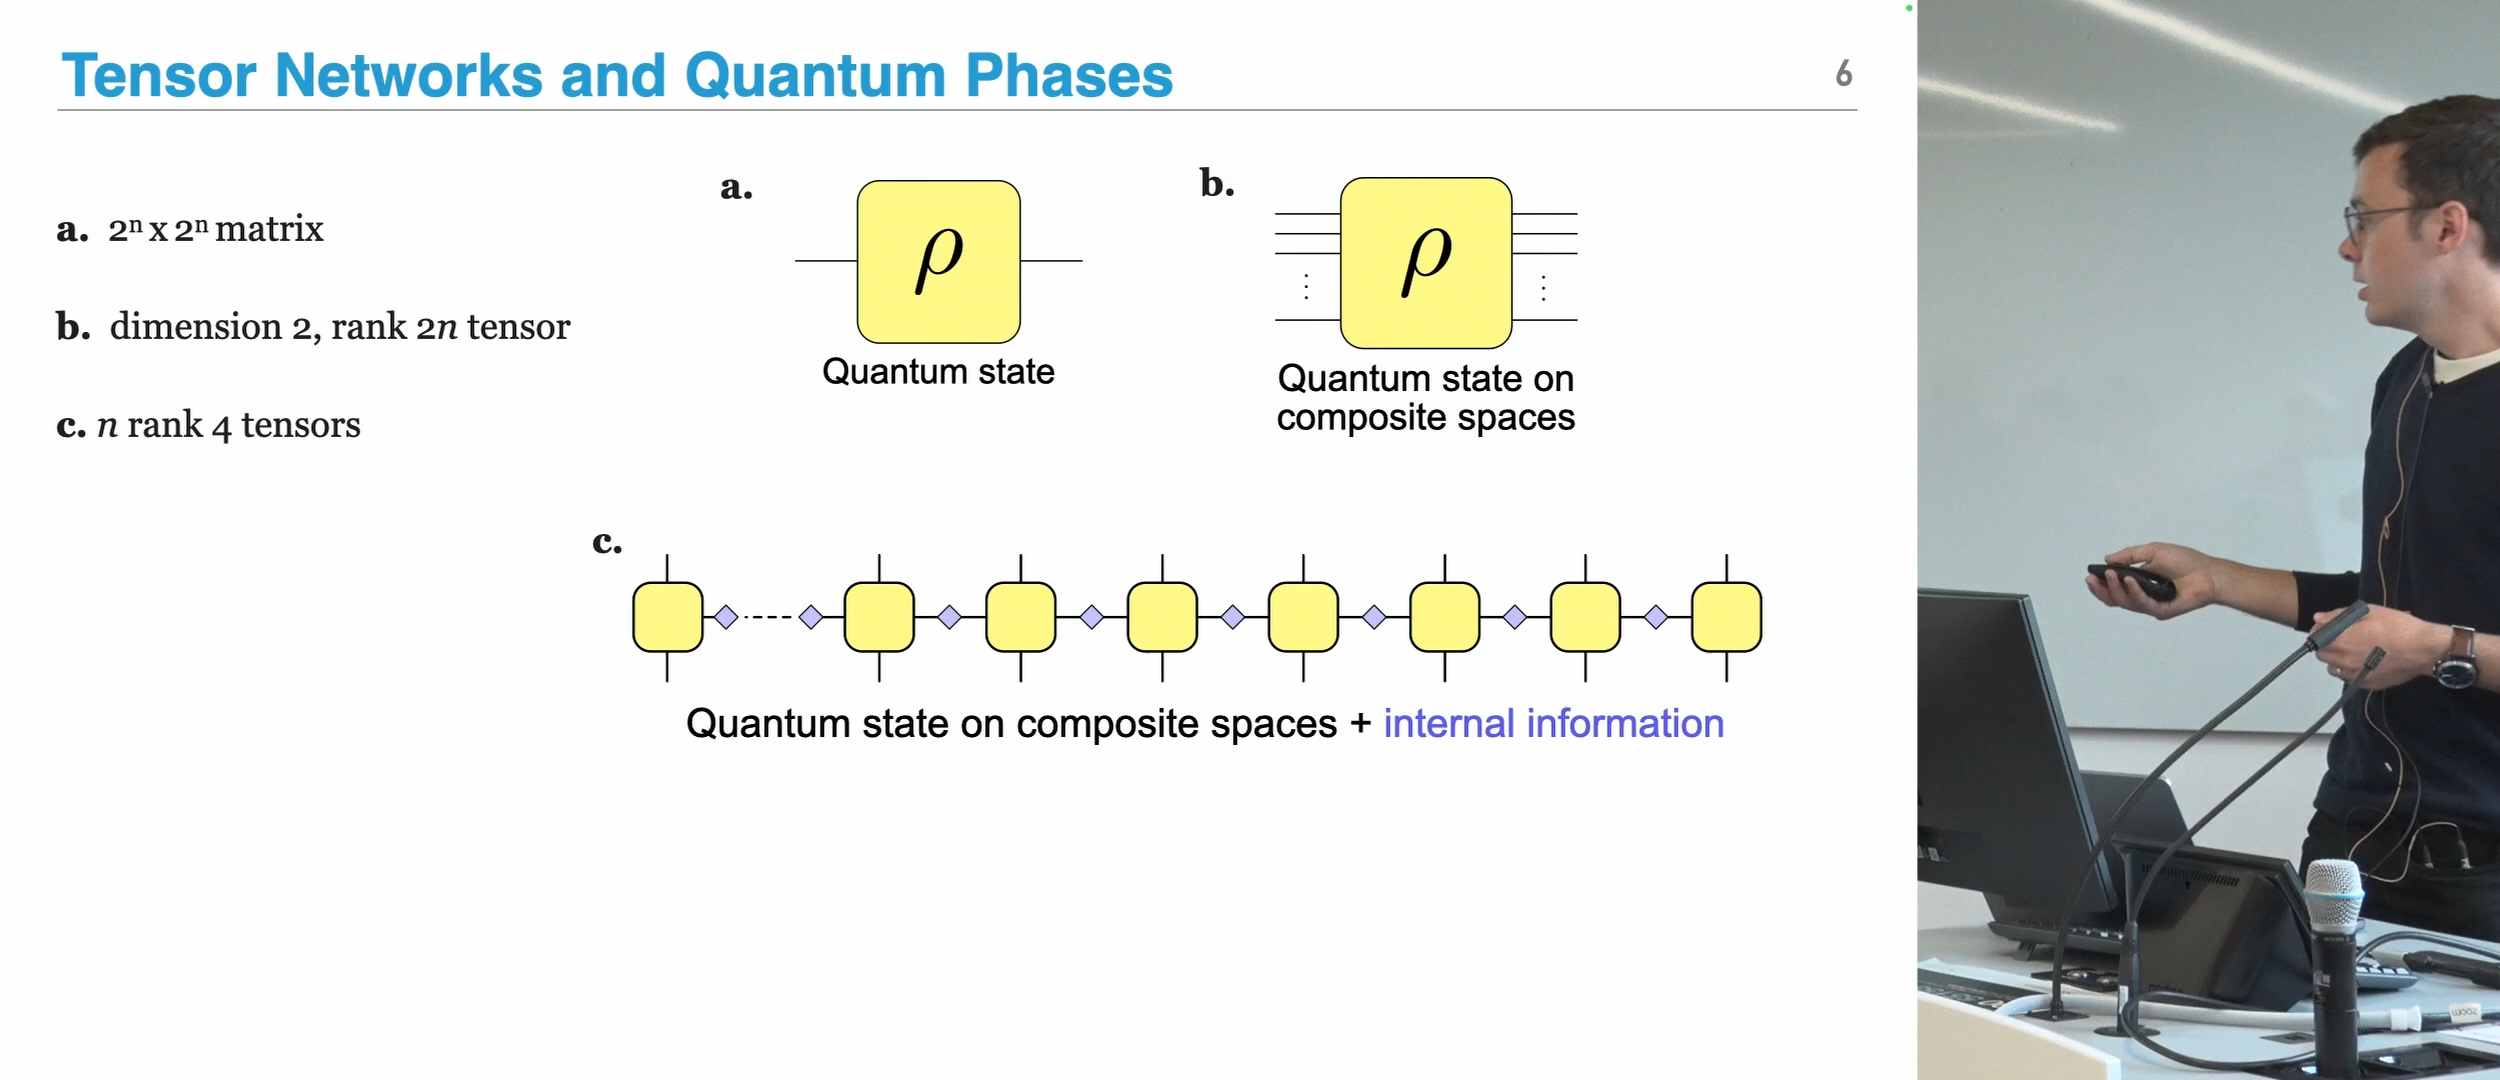 Tensor Networks and Quantum Phases
6
a. 2ⁿ x 2ⁿ matrix
b. dimension 2, rank 2n tensor
c. n rank 4 tensors
a.
ρ
Quantum state
b.
ρ
Quantum state on
composite spaces
c.
Quantum state on composite spaces + internal information
zoom